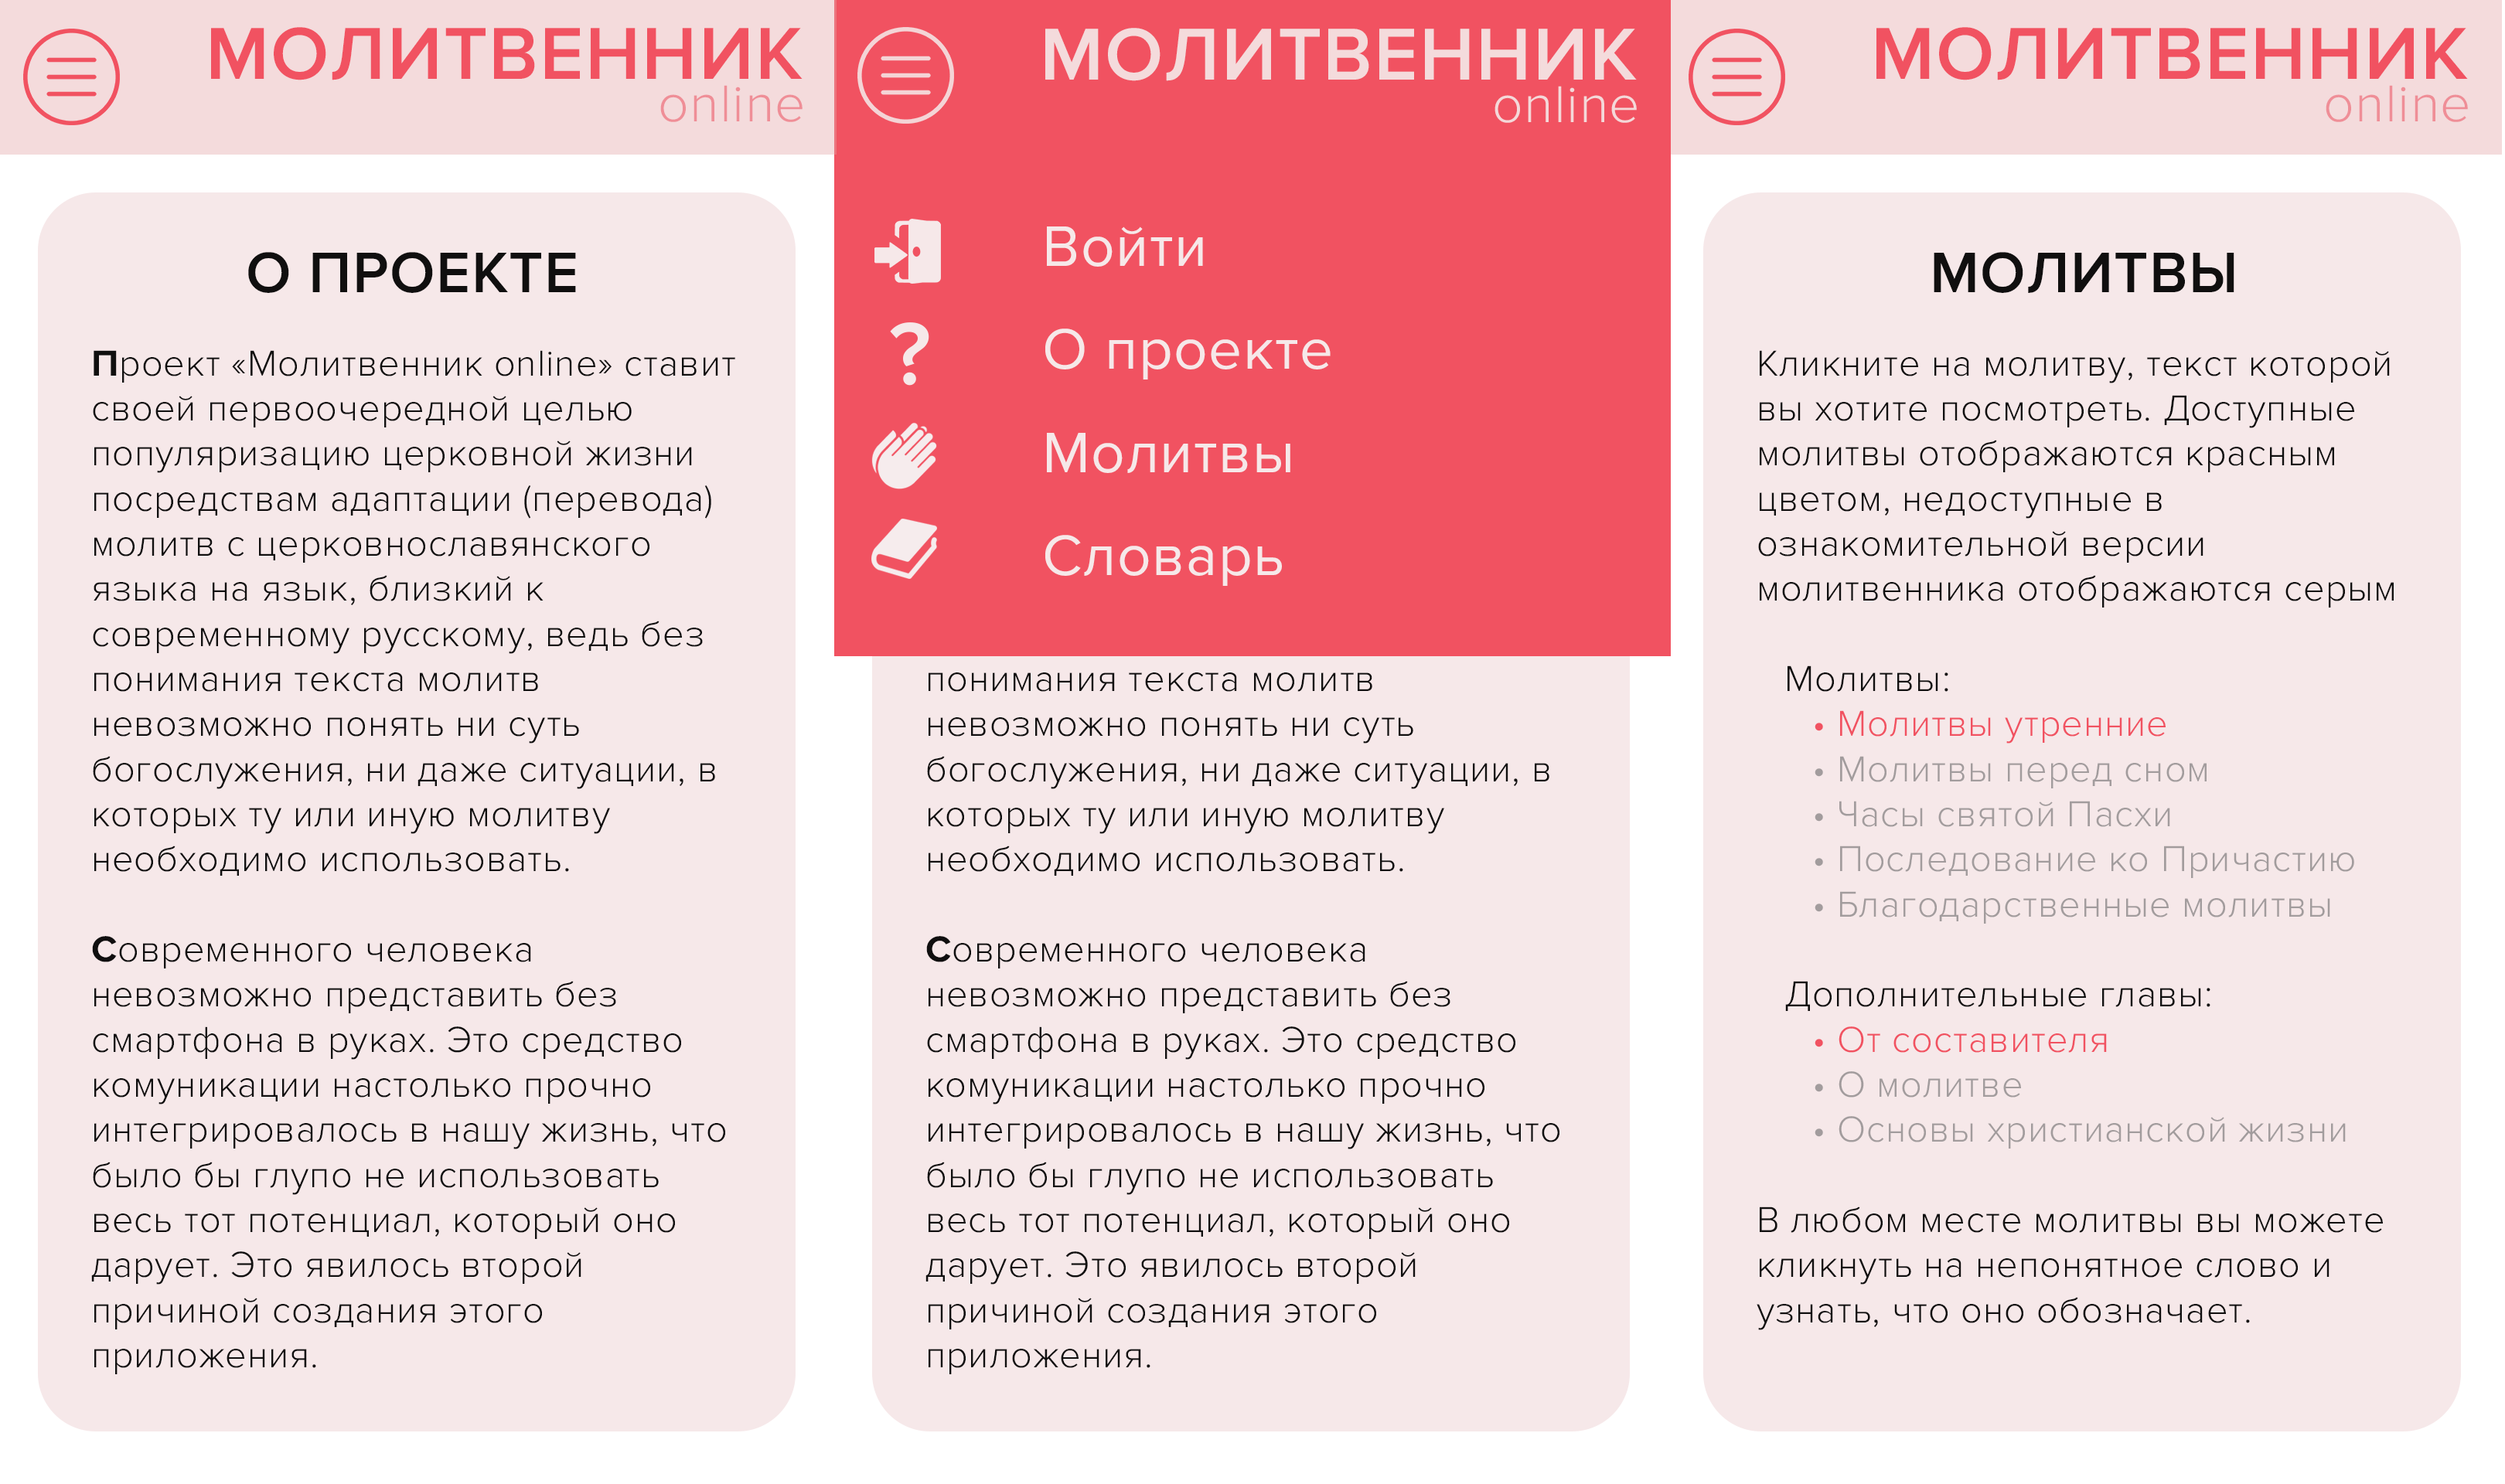 МОЛИТВЕННИК
online
О ПРОЕКТЕ
Проект «Молитвенник online» ставит
своей первоочередной целью
популяризацию церковной жизни
посредствам адаптации (перевода)
молитв с церковнославянского
языка на язык, близкий к
современному русскому, ведь без
понимания текста молитв
невозможно понять ни суть
богослужения, ни даже ситуации, в
которых ту или иную молитву
необходимо использовать.
Современного человека
невозможно представить без
смартфона в руках. Это средство
комуникации настолько прочно
интегрировалось в нашу жизнь, что
было бы глупо не использовать
весь тот потенциал, который оно
дарует. Это явилось второй
причиной создания этого
приложения.
МОЛИТВЕННИК
online
Войти
О проекте
Молитвы
Словарь
понимания текста молитв
невозможно понять ни суть
богослужения, ни даже ситуации, в
которых ту или иную молитву
необходимо использовать.
Современного человека
невозможно представить без
смартфона в руках. Это средство
комуникации настолько прочно
интегрировалось в нашу жизнь, что
было бы глупо не использовать
весь тот потенциал, который оно
дарует. Это явилось второй
причиной создания этого
приложения.
МОЛИТВЕННИК
online
МОЛИТВЫ
Кликните на молитву, текст которой
вы хотите посмотреть. Доступные
молитвы отображаются красным
цветом, недоступные в
ознакомительной версии
молитвенника отображаются серым
Молитвы:
• Молитвы утренние
• Молитвы перед сном
• Часы святой Пасхи
• Последование ко Причастию
• Благодарственные молитвы
Дополнительные главы:
• От составителя
• О молитве
• Основы христианской жизни
В любом месте молитвы вы можете
кликнуть на непонятное слово и
узнать, что оно обозначает.